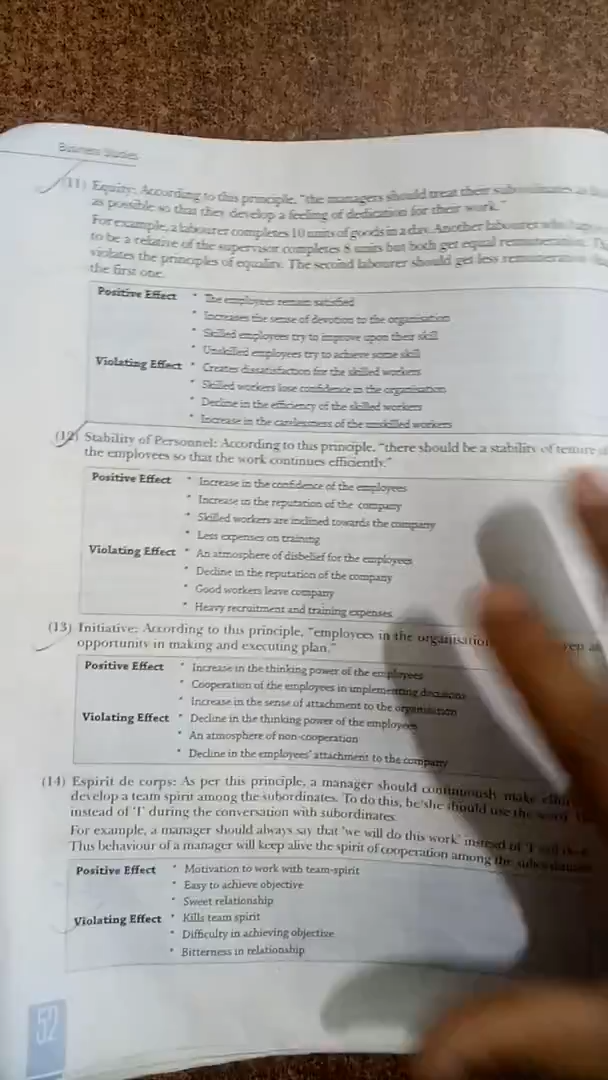 Business Studies
(11) Equity: According to this principle, "the managers should treat their subordinates as
as possible so that they develop a feeling of dedication for their work."
For example, a labourer completes 10 units of goods in a day. Another labourer who
to be a relative of the supervisor completes 8 units but both get equal remuneration.
violates the principles of equality. The second labourer should get less remuneration
the first one.
Positive Effect • The employees remain satisfied
• Increases the sense of devotion to the organisation
• Skilled employees try to improve upon their skill
• Unskilled employees try to achieve some skill
Violating Effect • Creates dissatisfaction for the skilled workers
• Skilled workers lose confidence in the organisation
• Decline in the efficiency of the skilled workers
• Increase in the carelessness of the unskilled workers
(12) Stability of Personnel: According to this principle, "there should be a stability of tenure of
the employees so that the work continues efficiently."
Positive Effect • Increase in the confidence of the employees
• Increase in the reputation of the company
• Skilled workers are inclined towards the company
• Less expenses on training
Violating Effect • An atmosphere of disbelief for the employees
• Decline in the reputation of the company
• Good workers leave company
• Heavy recruitment and training expenses
(13) Initiative: According to this principle, "employees in the organisation
opportunity in making and executing plan."
Positive Effect • Increase in the thinking power of the employees
• Cooperation of the employees in implementing decisions
• Increase in the sense of attachment to the organisation
Violating Effect • Decline in the thinking power of the employees
• An atmosphere of non-cooperation
• Decline in the employees' attachment to the company
(14) Espirit de corps: As per this principle, a manager should continuously make
develop a team spirit among the subordinates. To do this, he/she should use the word
instead of 'I' during the conversation with subordinates.
For example, a manager should always say that 'we will do this work' instead of 'I
This behaviour of a manager will keep alive the spirit of cooperation among the subordinates.
Positive Effect • Motivation to work with team-spirit
• Easy to achieve objective
• Sweet relationship
Violating Effect • Kills team spirit
• Difficulty in achieving objective
• Bitterness in relationship
52